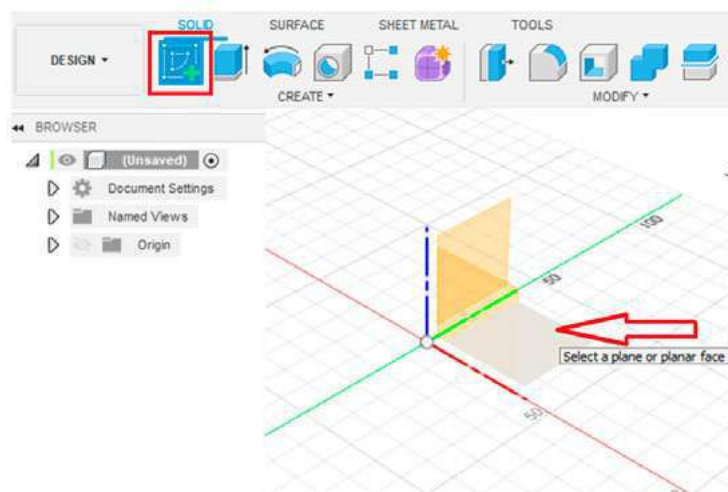 SOLID SURFACE SHEET METAL TOOLS
DESIGN
CREATE MODIFY
BROWSER
(Unsaved)
Document Settings
Named Views
Origin
100
50
Select a plane or planar face
50